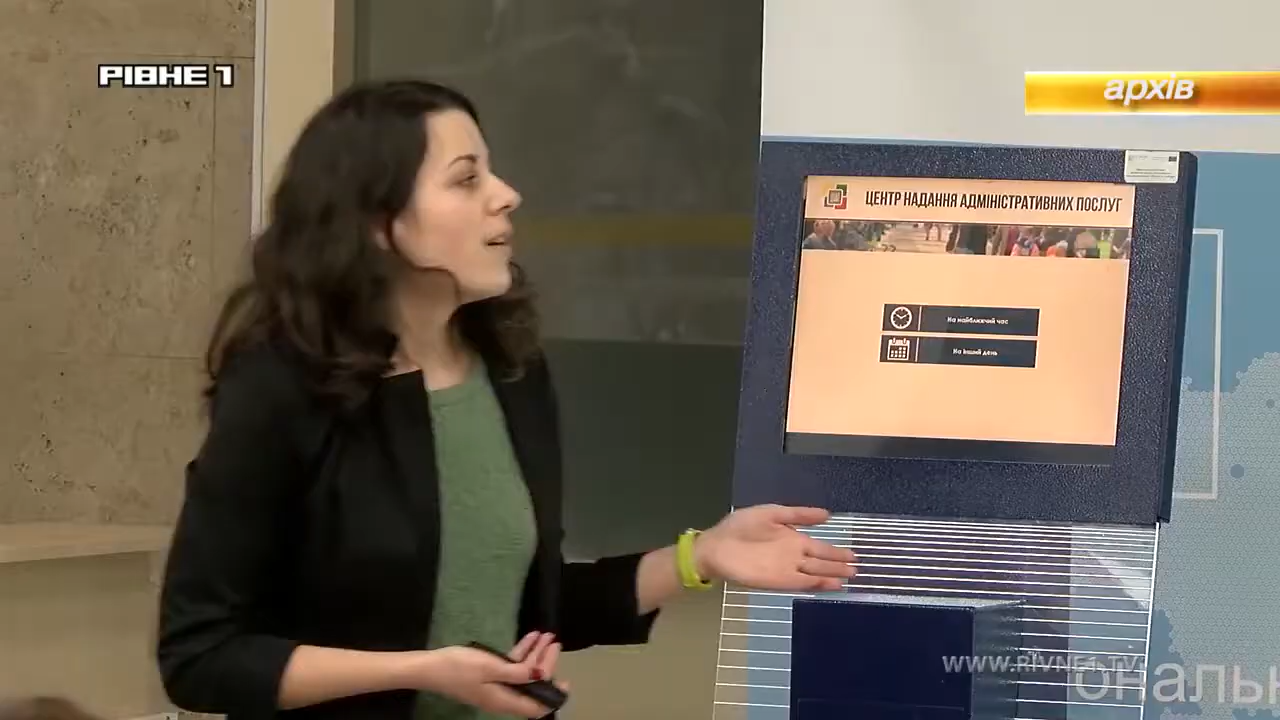 РІВНЕ 1
архів
ЦЕНТР НАДАННЯ АДМІНІСТРАТИВНИХ ПОСЛУГ
На найближчий час
На інший день
WWW.RIVNE1.TV
ональн